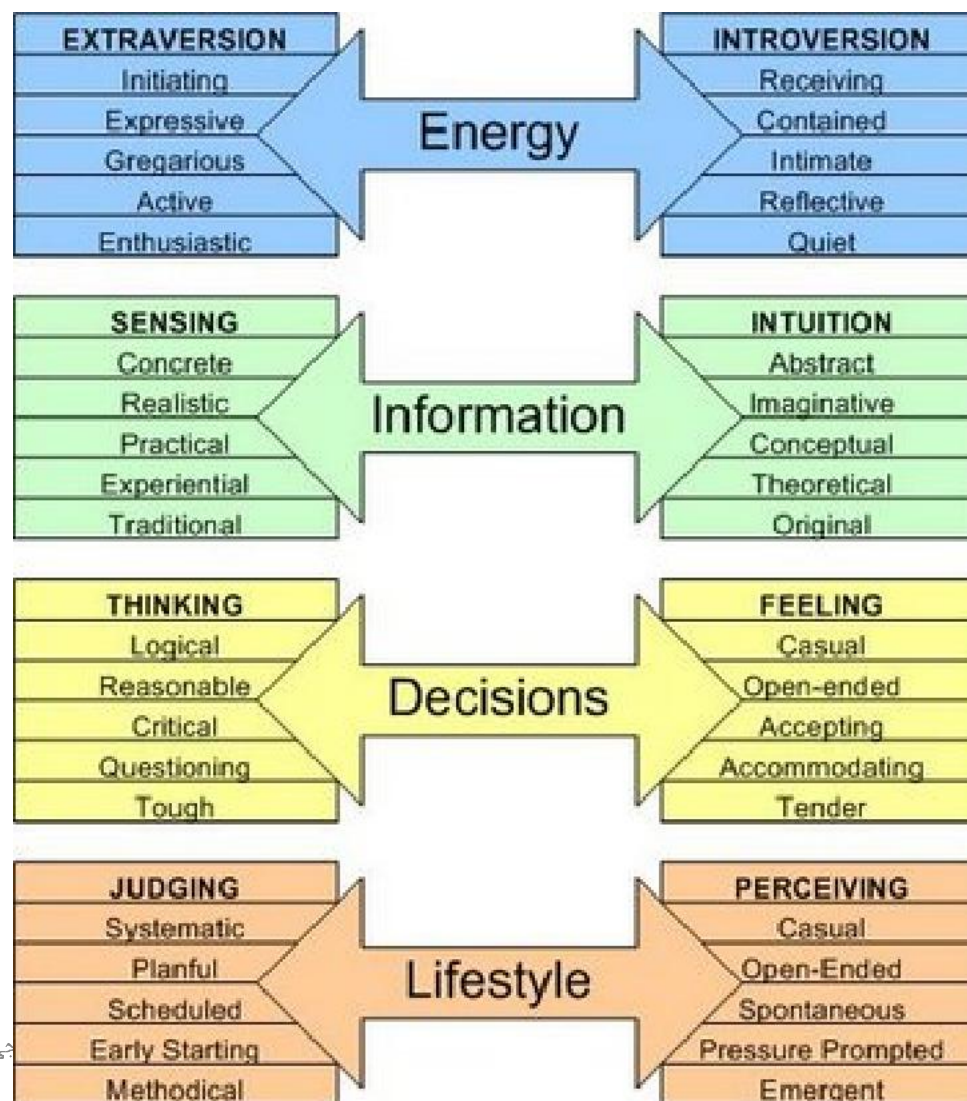 EXTRAVERSION
Initiating
Expressive
Gregarious
Active
Enthusiastic
Energy
INTROVERSION
Receiving
Contained
Intimate
Reflective
Quiet
SENSING
Concrete
Realistic
Practical
Experiential
Traditional
Information
INTUITION
Abstract
Imaginative
Conceptual
Theoretical
Original
THINKING
Logical
Reasonable
Critical
Questioning
Tough
Decisions
FEELING
Casual
Open-ended
Accepting
Accommodating
Tender
JUDGING
Systematic
Planful
Scheduled
Early Starting
Methodical
Lifestyle
PERCEIVING
Casual
Open-Ended
Spontaneous
Pressure Prompted
Emergent